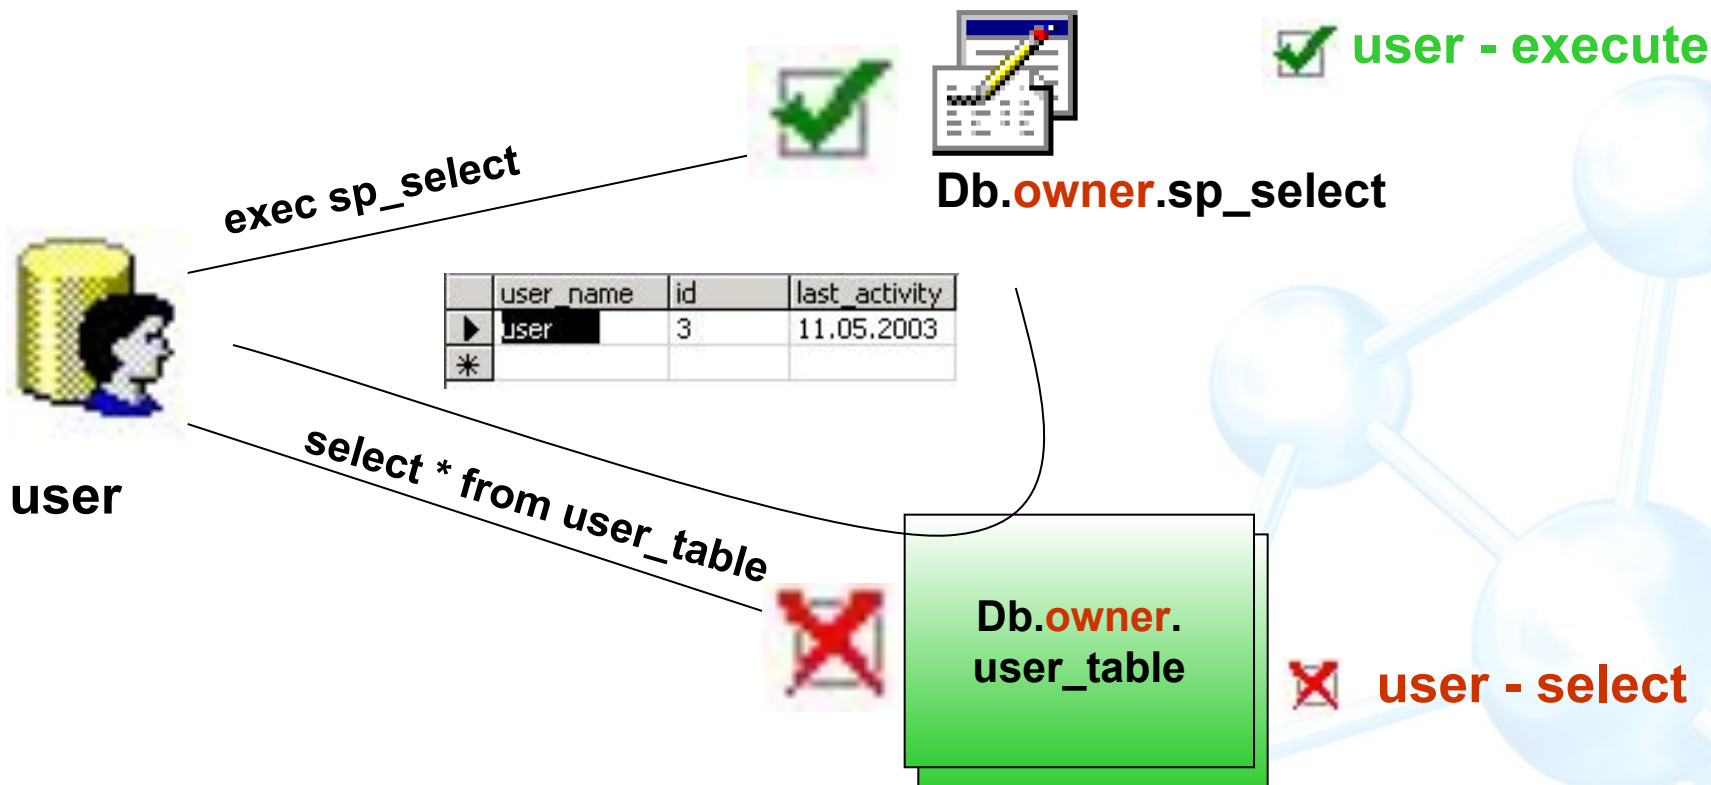 user - execute
exec sp_select
Db.owner.sp_select
user_name id last_activity
user 3 11.05.2003
select * from user_table
user
Db.owner.
user_table
user - select